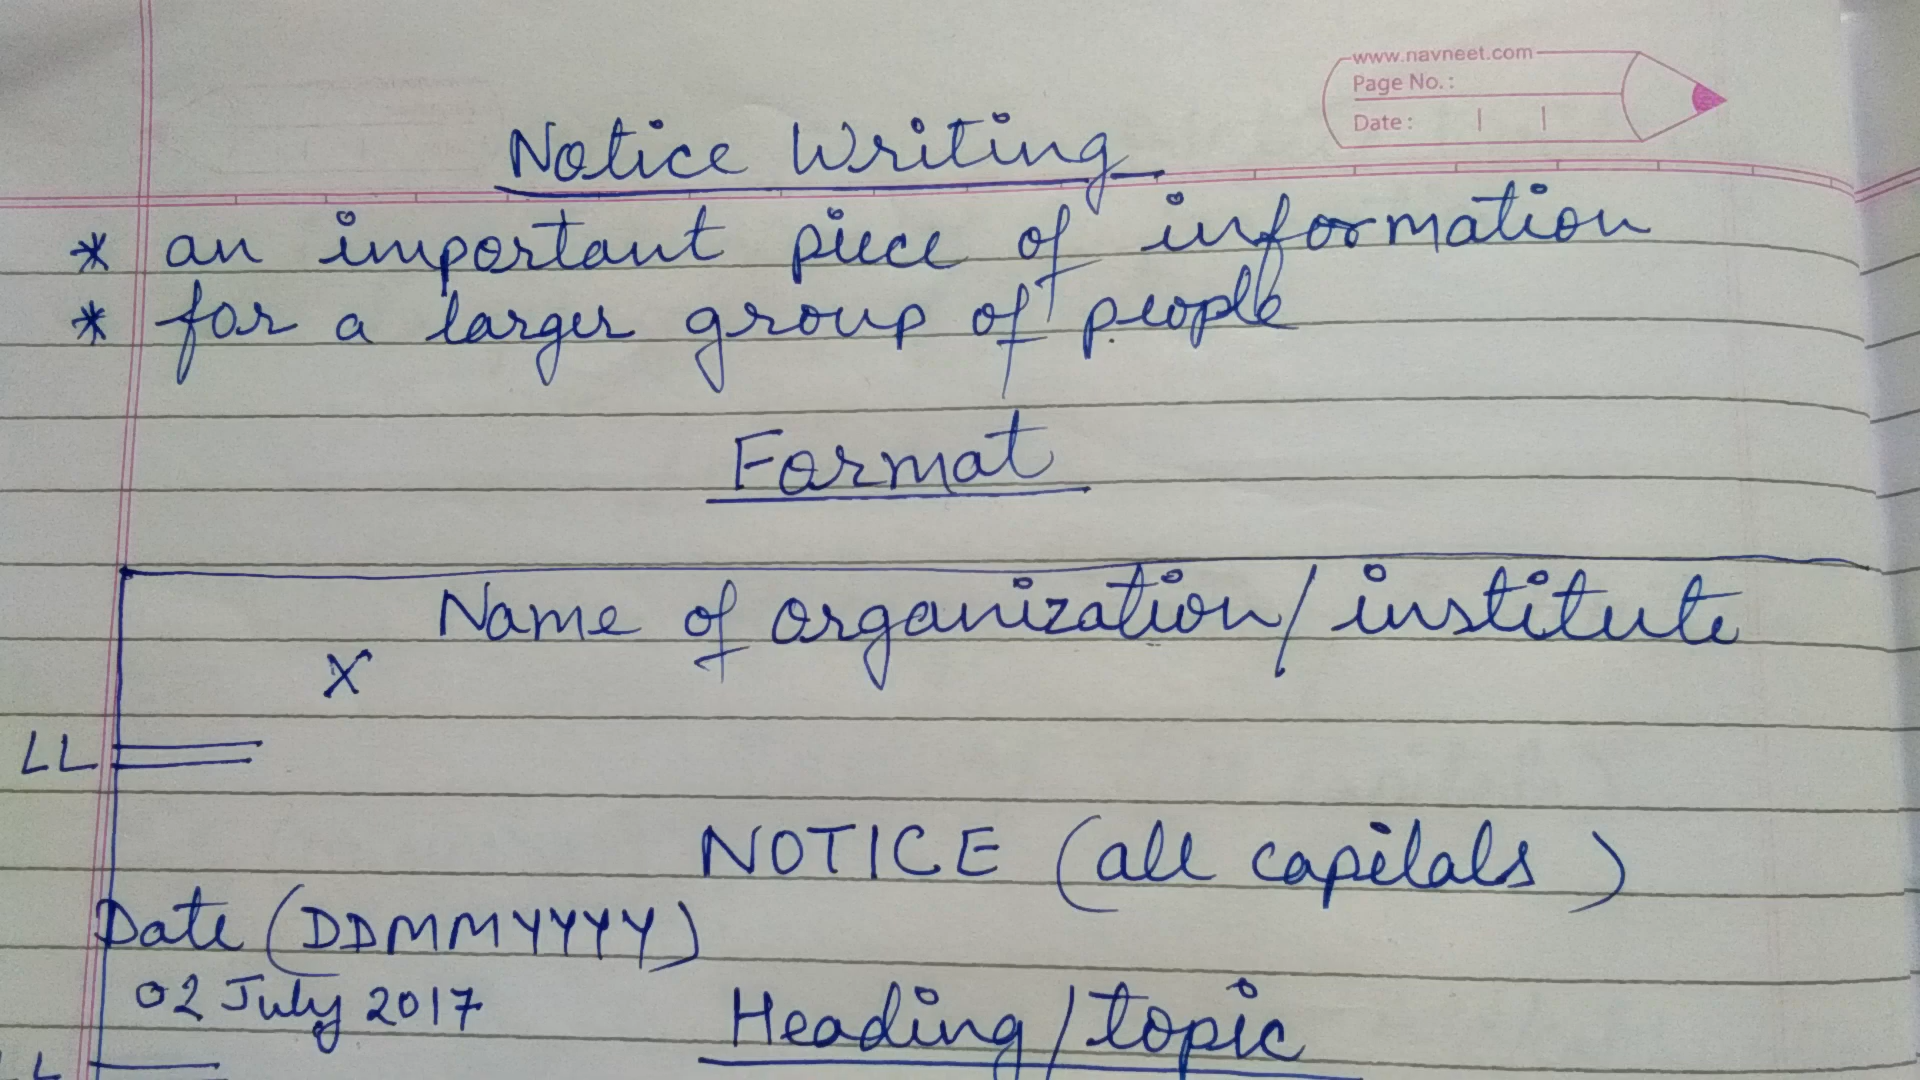 www.navneet.com
Page No.:
Date:
Notice Writing
* an important piece of information
* for a larger group of people
Format
Name of organization/institute
X
LL
NOTICE (all capitals)
Date (DDMMYYYY)
02 July 2017
Heading/topic
LL